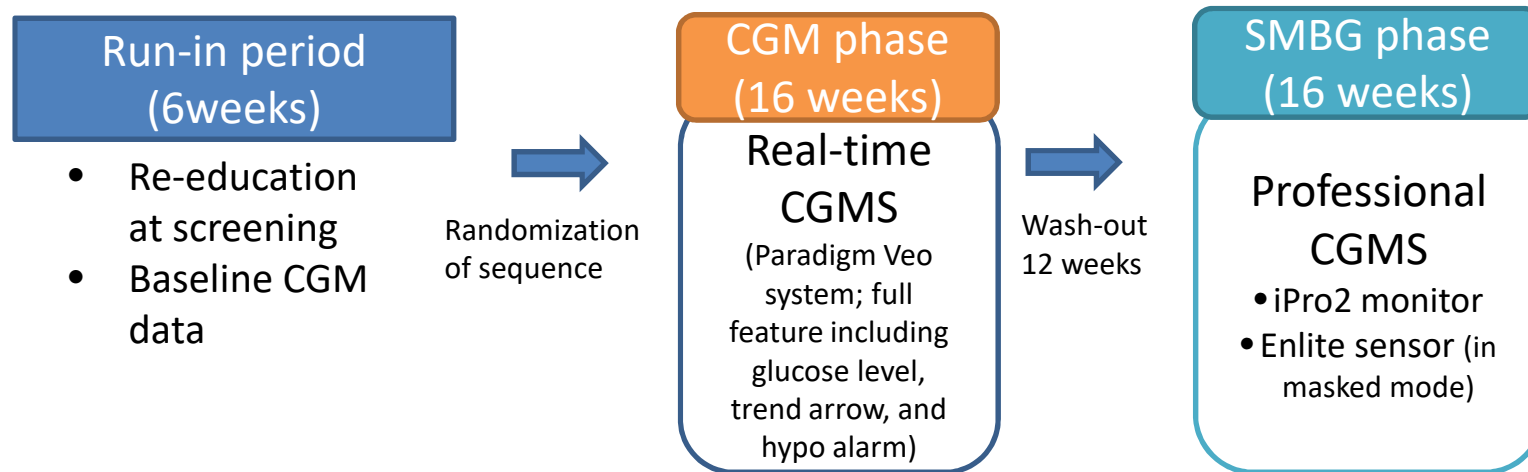 Run-in period
(6weeks)
• Re-education
at screening
• Baseline CGM
data
Randomization
of sequence
CGM phase
(16 weeks)
Real-time
CGMS
(Paradigm Veo
system; full
feature including
glucose level,
trend arrow, and
hypo alarm)
Wash-out
12 weeks
SMBG phase
(16 weeks)
Professional
CGMS
•iPro2 monitor
•Enlite sensor (in
masked mode)